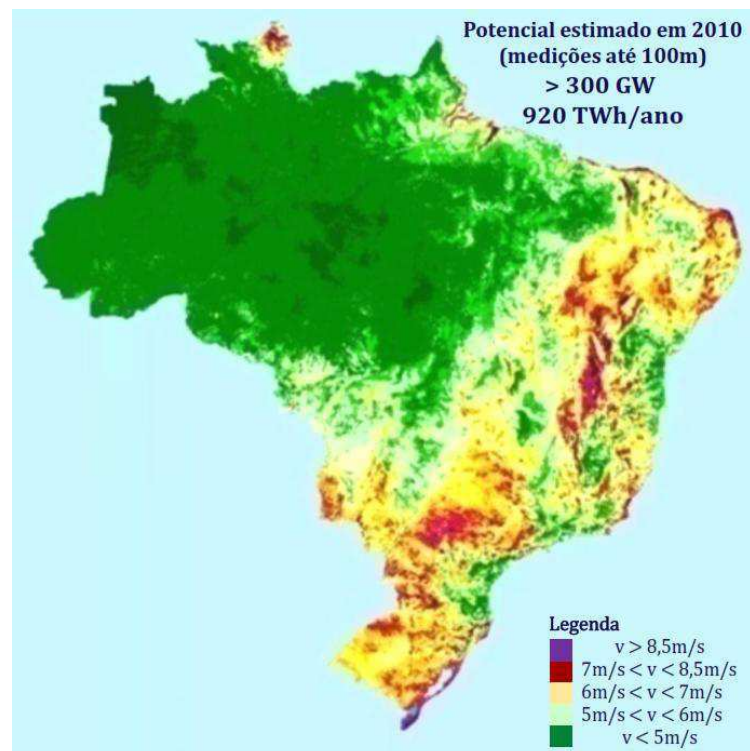 Potencial estimado em 2010
(medições até 100m)
> 300 GW
920 TWh/ano
Legenda
v > 8,5m/s
7m/s < v < 8,5m/s
6m/s < v < 7m/s
5m/s < v < 6m/s
v < 5m/s